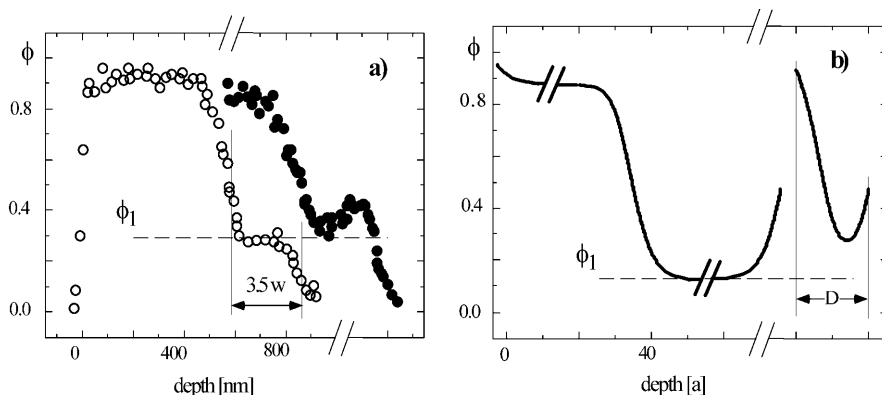 a)
ϕ
0.8
0.4
0.0
ϕ1
3.5w
0 400 800
depth [nm]
b)
ϕ
0.8
0.4
0.0
ϕ1
D
0 40
depth [a]